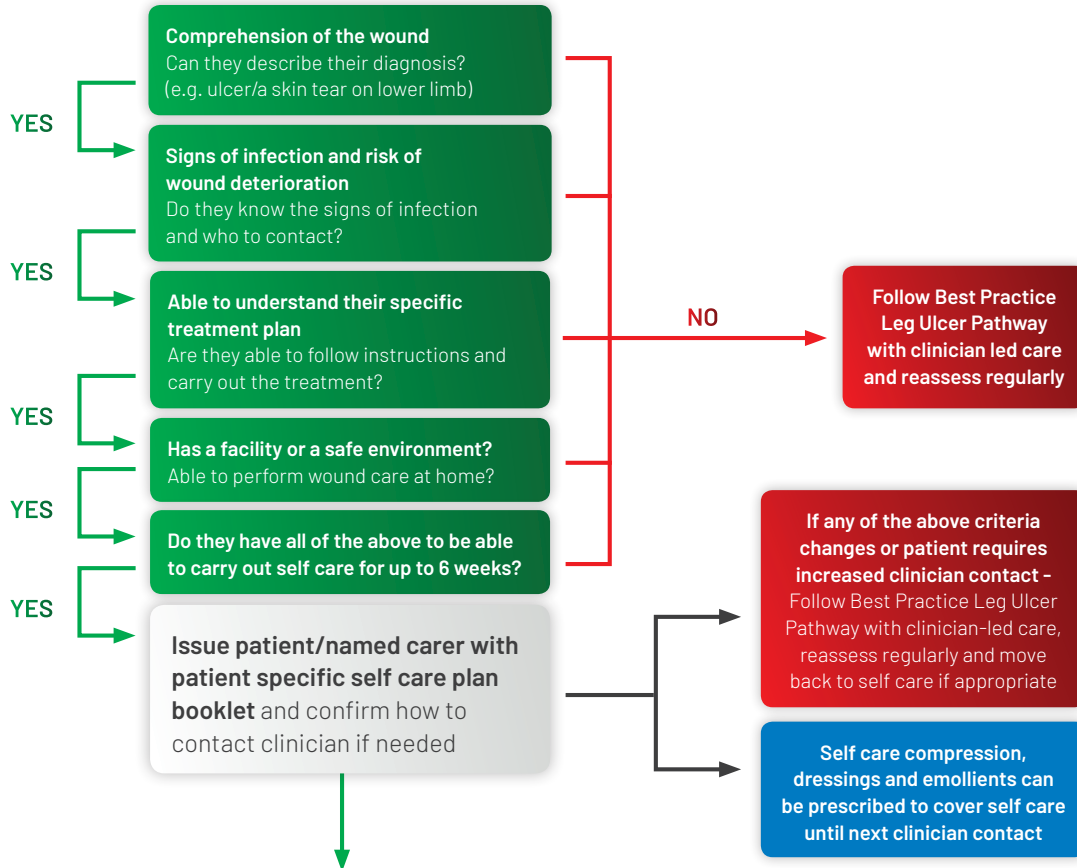 Comprehension of the wound
Can they describe their diagnosis?
(e.g. ulcer/a skin tear on lower limb)
YES
Signs of infection and risk of
wound deterioration
Do they know the signs of infection
and who to contact?
YES
Able to understand their specific
treatment plan
Are they able to follow instructions and
carry out the treatment?
NO
Follow Best Practice
Leg Ulcer Pathway
with clinician led care
and reassess regularly
YES
Has a facility or a safe environment?
Able to perform wound care at home?
YES
Do they have all of the above to be able
to carry out self care for up to 6 weeks?
YES
Issue patient/named carer with
patient specific self care plan
booklet and confirm how to
contact clinician if needed
If any of the above criteria
changes or patient requires
increased clinician contact -
Follow Best Practice Leg Ulcer
Pathway with clinician-led care,
reassess regularly and move
back to self care if appropriate
Self care compression,
dressings and emollients can
be prescribed to cover self care
until next clinician contact